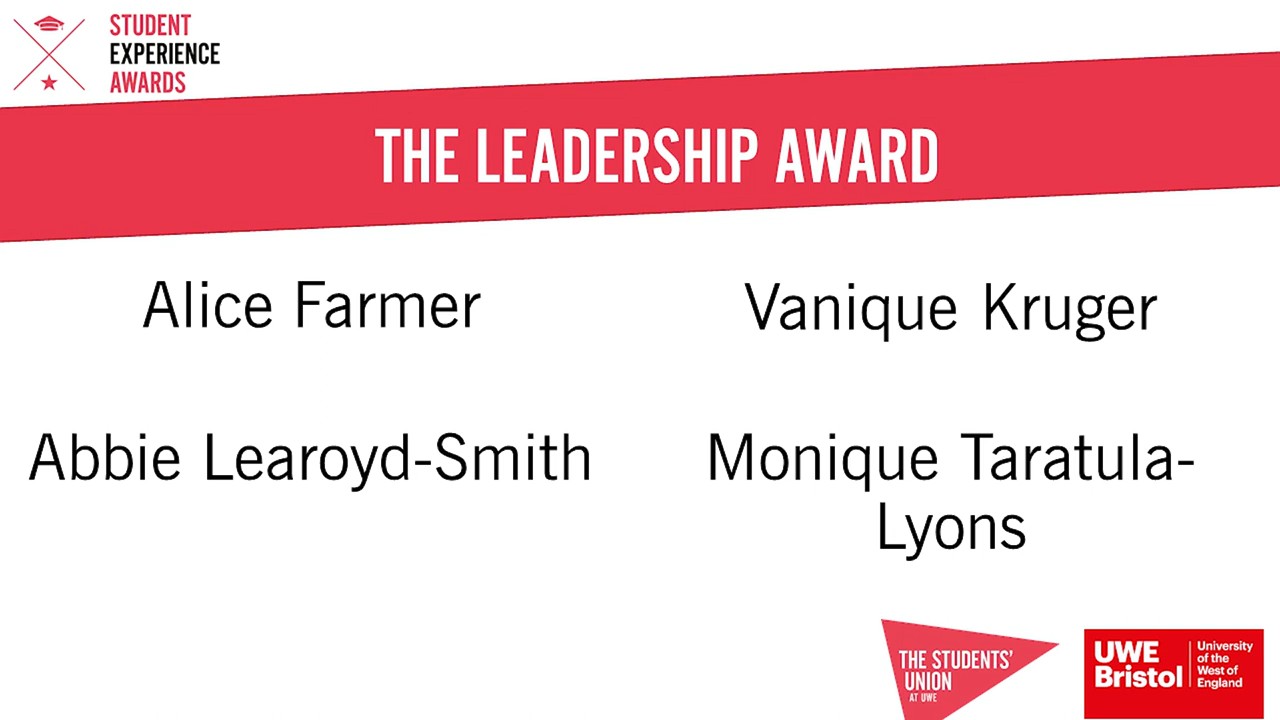 STUDENT
EXPERIENCE
AWARDS
THE LEADERSHIP AWARD
Alice Farmer
Vanique Kruger
Abbie Learoyd-Smith
Monique Taratula-
Lyons
THE STUDENTS'
UNION
AT UWE
UWE
Bristol
University
of the
West of
England